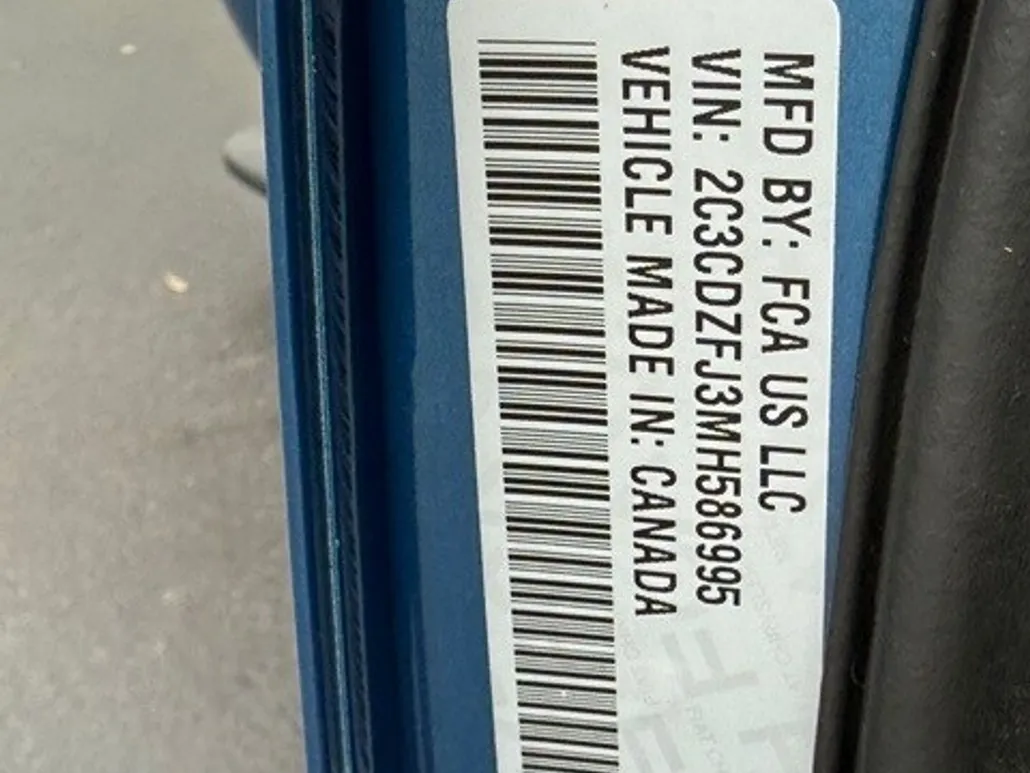 MFD BY: FCA US LLC
VIN: 2C3CDZFJ3MH586995
VEHICLE MADE IN: CANADA